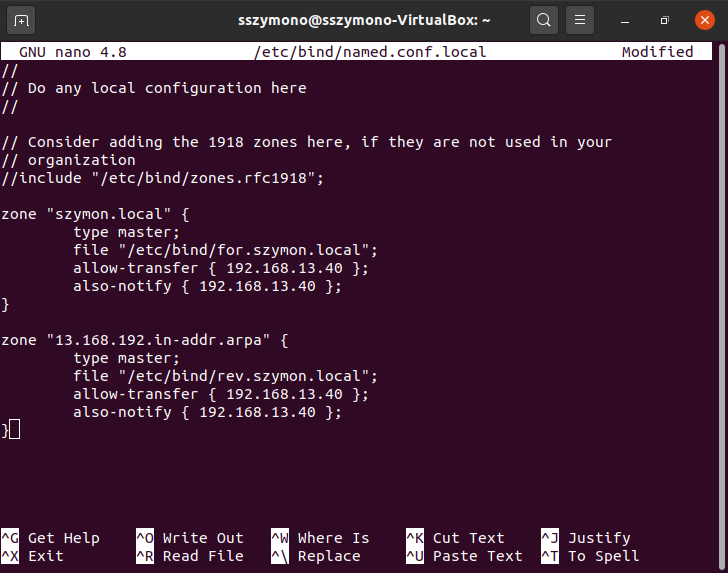 sszymono@sszymono-VirtualBox: ~
GNU nano 4.8 /etc/bind/named.conf.local Modified
//
// Do any local configuration here
//
// Consider adding the 1918 zones here, if they are not used in your
// organization
//include "/etc/bind/zones.rfc1918";
zone "szymon.local" {
type master;
file "/etc/bind/for.szymon.local";
allow-transfer { 192.168.13.40 };
also-notify { 192.168.13.40 };
}
zone "13.168.192.in-addr.arpa" {
type master;
file "/etc/bind/rev.szymon.local";
allow-transfer { 192.168.13.40 };
also-notify { 192.168.13.40 };
}
^G Get Help ^O Write Out ^W Where Is ^K Cut Text ^J Justify
^X Exit ^R Read File ^\ Replace ^U Paste Text ^T To Spell